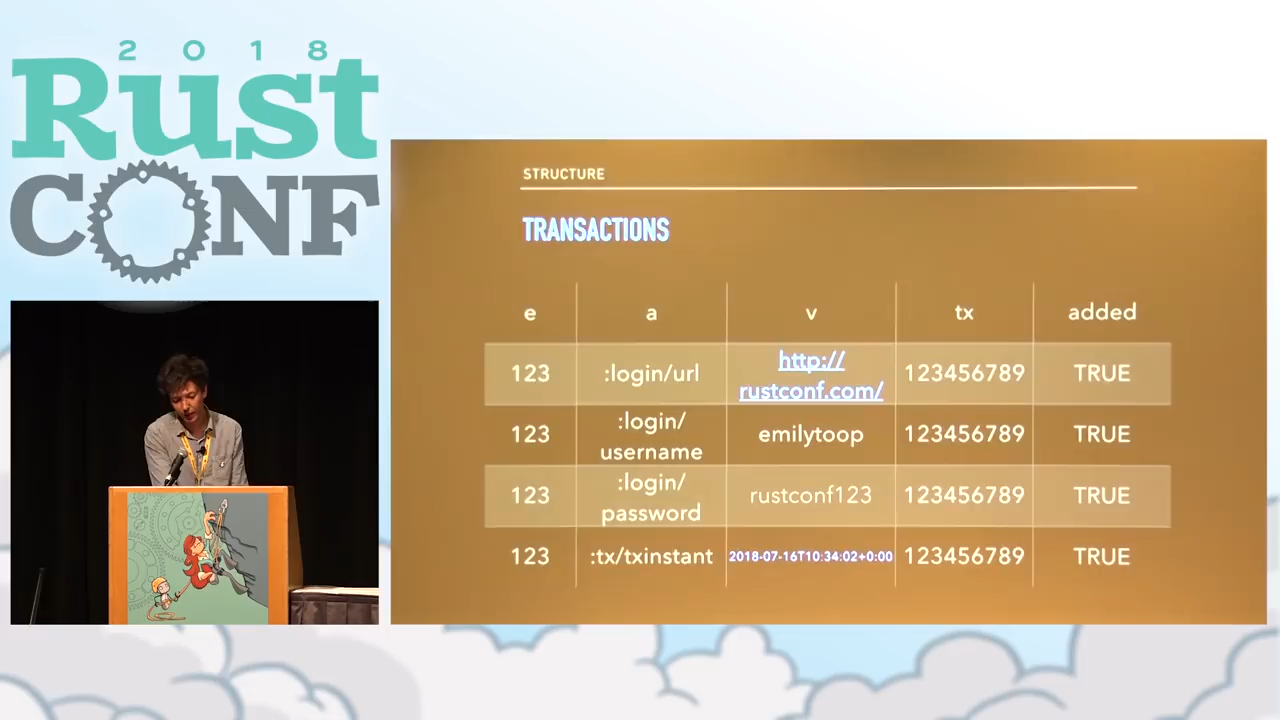 2018
Rust
CONF
STRUCTURE
TRANSACTIONS
e a v tx added
123 :login/url http:// rustconf.com/ 123456789 TRUE
123 :login/ username emilytoop 123456789 TRUE
123 :login/ password rustconf123 123456789 TRUE
123 :tx/txinstant 2018-07-16T10:34:02+0:00 123456789 TRUE